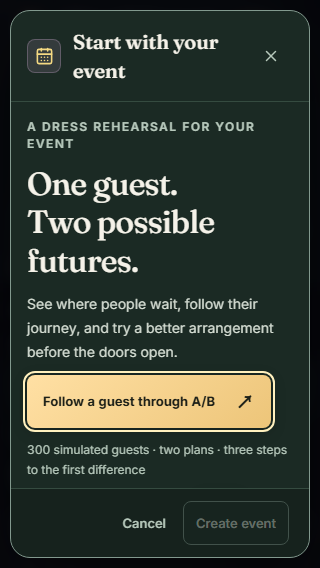 Start with your
event
A DRESS REHEARSAL FOR YOUR
EVENT
One guest.
Two possible
futures.
See where people wait, follow their
journey, and try a better arrangement
before the doors open.
Follow a guest through A/B
300 simulated guests · two plans · three steps
to the first difference
Cancel
Create event